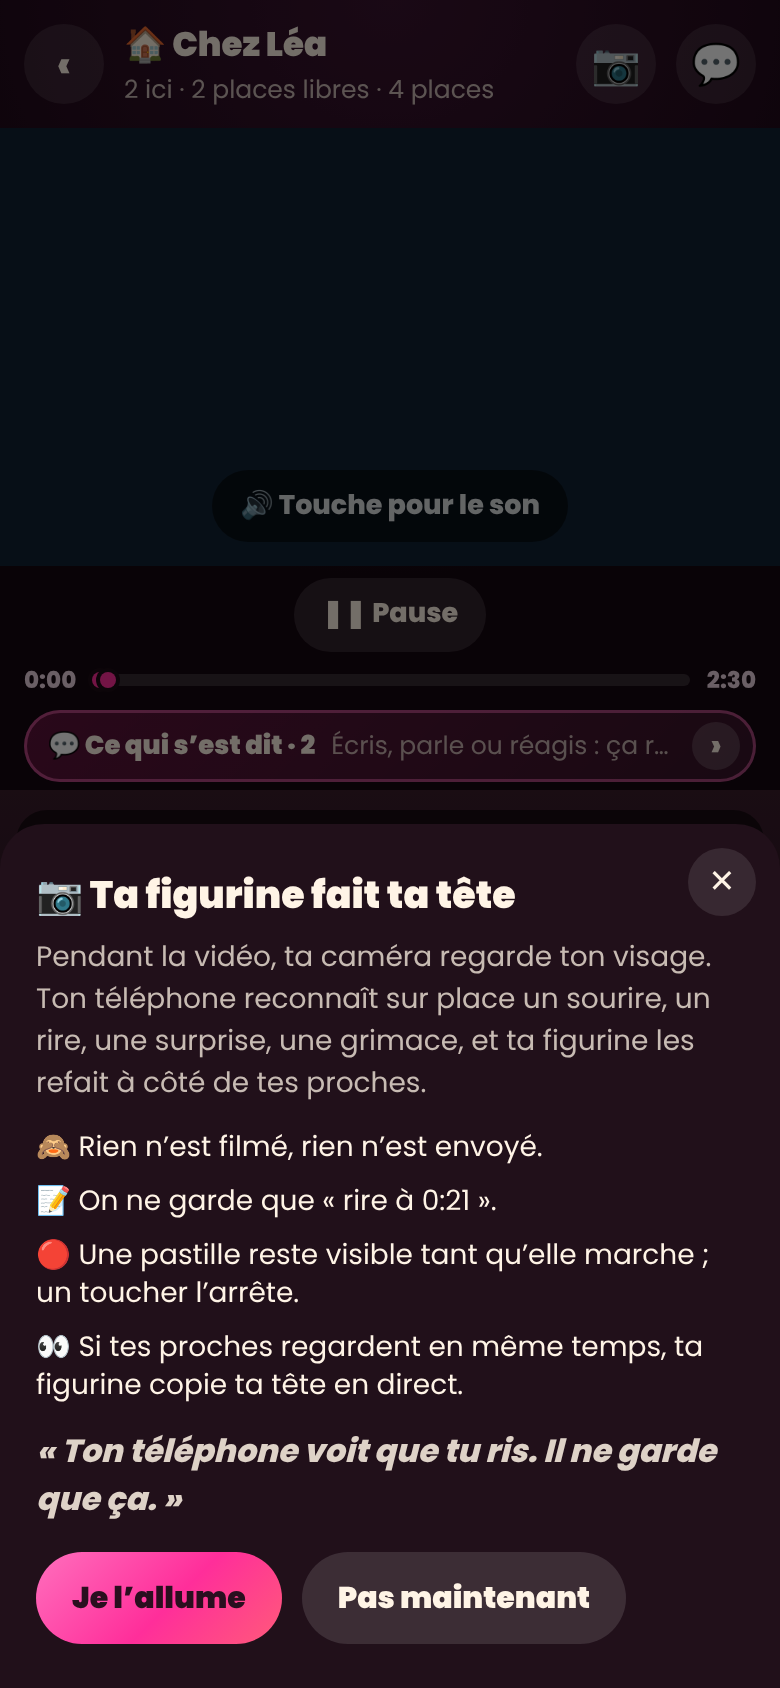 🏠 Chez Léa
2 ici · 2 places libres · 4 places
🔊 Touche pour le son
❚❚ Pause
0:00
2:30
💬 Ce qui s’est dit · 2 Écris, parle ou réagis : ça r…
📷 Ta figurine fait ta tête
✕
Pendant la vidéo, ta caméra regarde ton visage.
Ton téléphone reconnaît sur place un sourire, un
rire, une surprise, une grimace, et ta figurine les
refait à côté de tes proches.
🙈 Rien n’est filmé, rien n’est envoyé.
📝 On ne garde que « rire à 0:21 ».
🔴 Une pastille reste visible tant qu’elle marche ;
un toucher l’arrête.
👀 Si tes proches regardent en même temps, ta
figurine copie ta tête en direct.
« Ton téléphone voit que tu ris. Il ne garde
que ça. »
Je l’allume
Pas maintenant